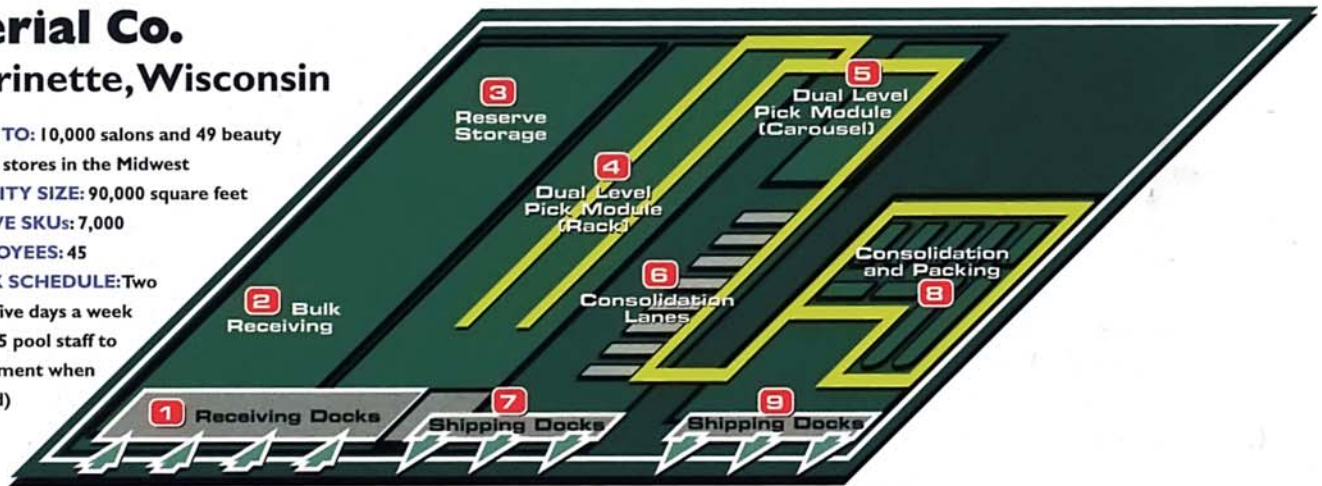 erial Co.
rinette, Wisconsin
TO: 10,000 salons and 49 beauty
stores in the Midwest
ITY SIZE: 90,000 square feet
VE SKUs: 7,000
OYEES: 45
SCHEDULE: Two
ive days a week
5 pool staff to
ment when
)
1 Receiving Docks
2 Bulk
Receiving
3
Reserve
Storage
4
Dual Level
Pick Module
(Rack)
5
Dual Level
Pick Module
(Carousel)
6
Consolidation
Lanes
7
Shipping Docks
Consolidation
and Packing
8
9
Shipping Docks